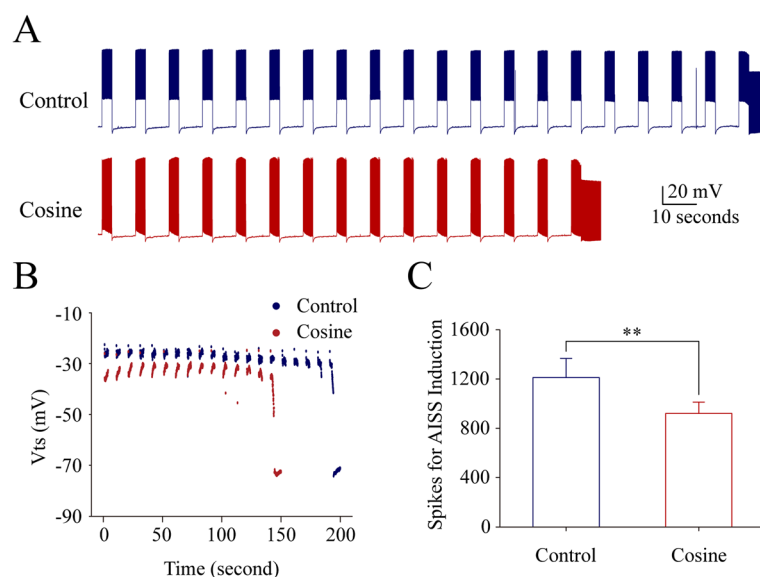 A
Control
Cosine
20 mV
10 seconds
B
Control
Cosine
-10
-30
-50
-70
-90
Vts (mV)
0
50
100
150
200
Time (second)
C
**
1600
1200
800
400
0
Spikes for AISS Induction
Control
Cosine